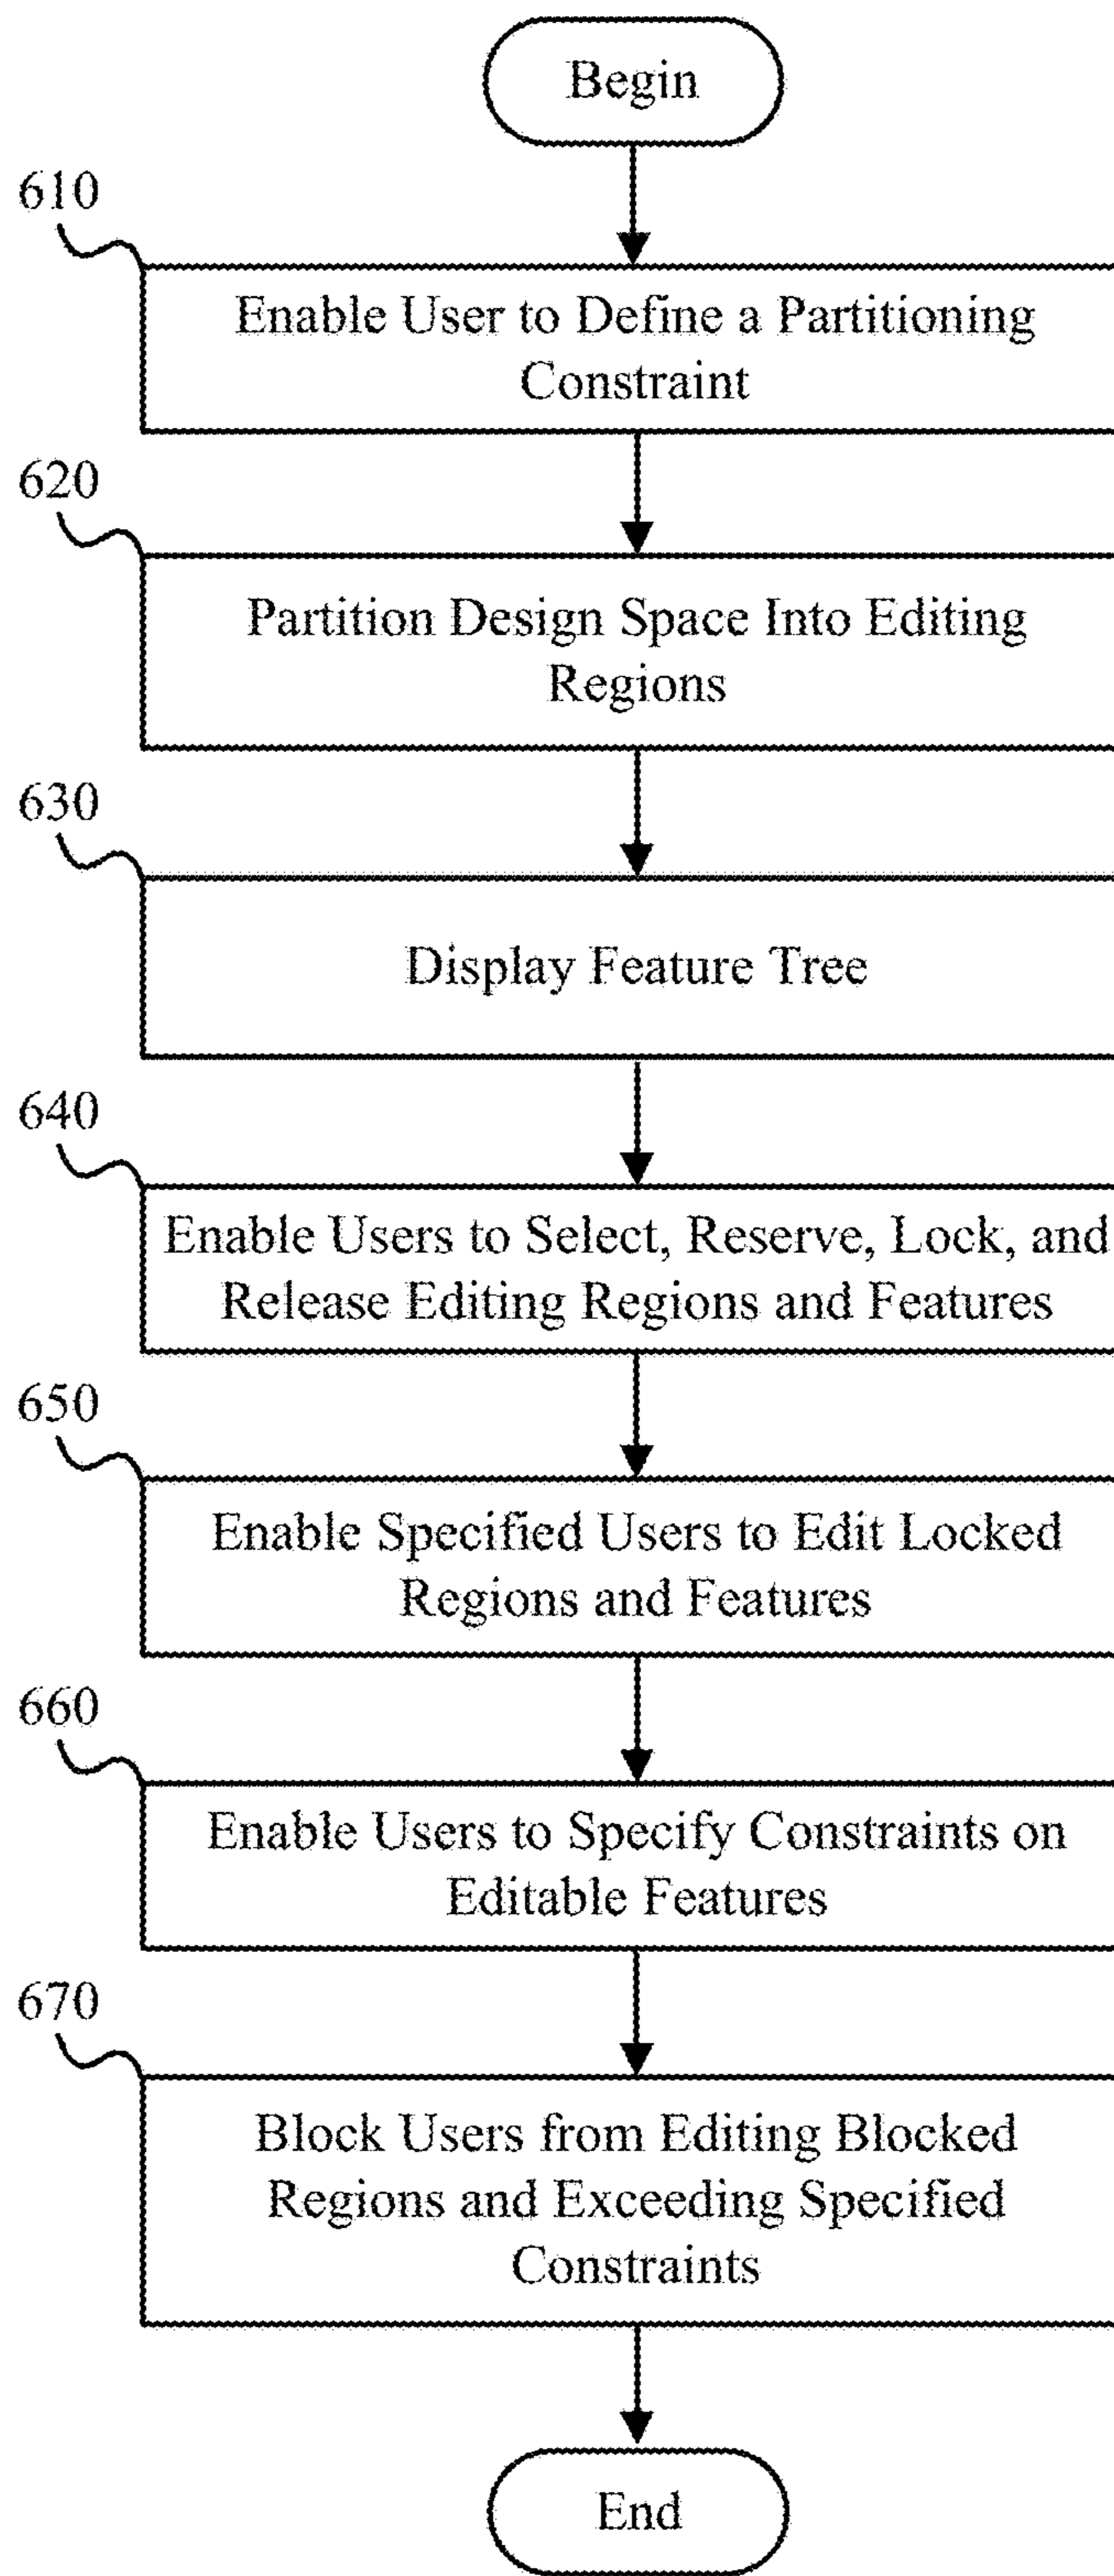 Begin
610
Enable User to Define a Partitioning
Constraint
620
Partition Design Space Into Editing
Regions
630
Display Feature Tree
640
Enable Users to Select, Reserve, Lock, and
Release Editing Regions and Features
650
Enable Specified Users to Edit Locked
Regions and Features
660
Enable Users to Specify Constraints on
Editable Features
670
Block Users from Editing Blocked
Regions and Exceeding Specified
Constraints
End